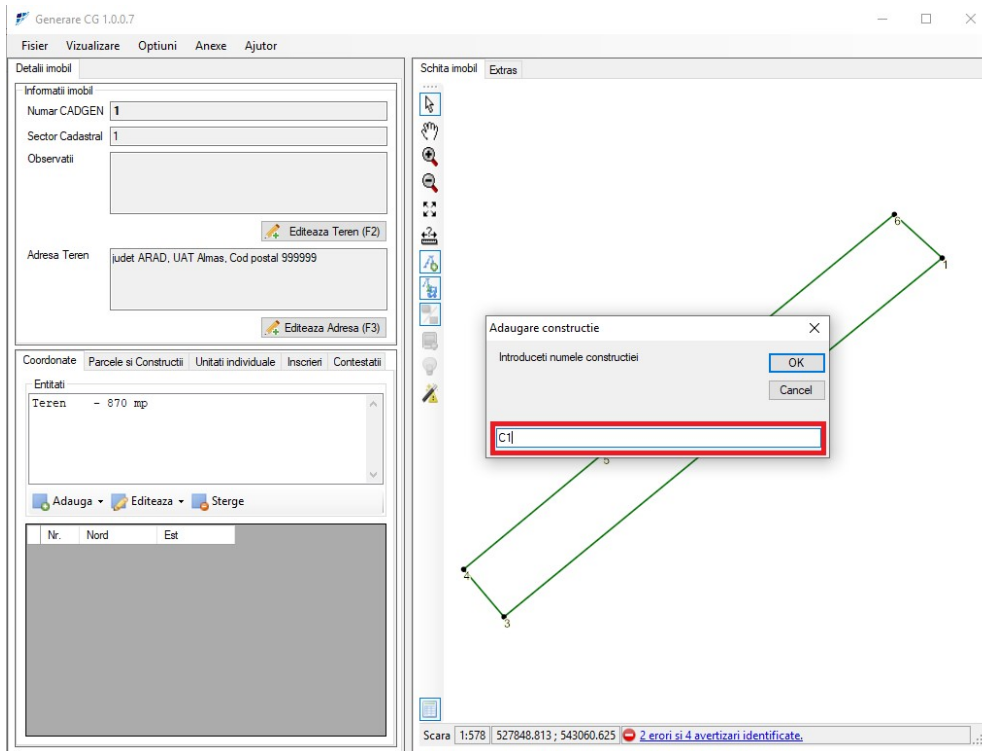 Generare CG 1.0.0.7
Fisier Vizualizare Optiuni Anexe Ajutor
Detalii imobil
Informatii imobil
Numar CADGEN 1
Sector Cadastral 1
Observatii
Editeaza Teren (F2)
Adresa Teren judet ARAD, UAT Almas, Cod postal 999999
Editeaza Adresa (F3)
Coordonate Parcele si Constructii Unitati individuale Inscrieri Contestatii
Entitati
Teren - 870 mp
Adauga Editeaza Sterge
Nr. Nord Est
Schita imobil Extras
6
1
Adaugare constructie
Introduceti numele constructiei
OK
Cancel
C1
5
4
3
Scara 1:578 527848.813 ; 543060.625 2 erori si 4 avertizari identificate.